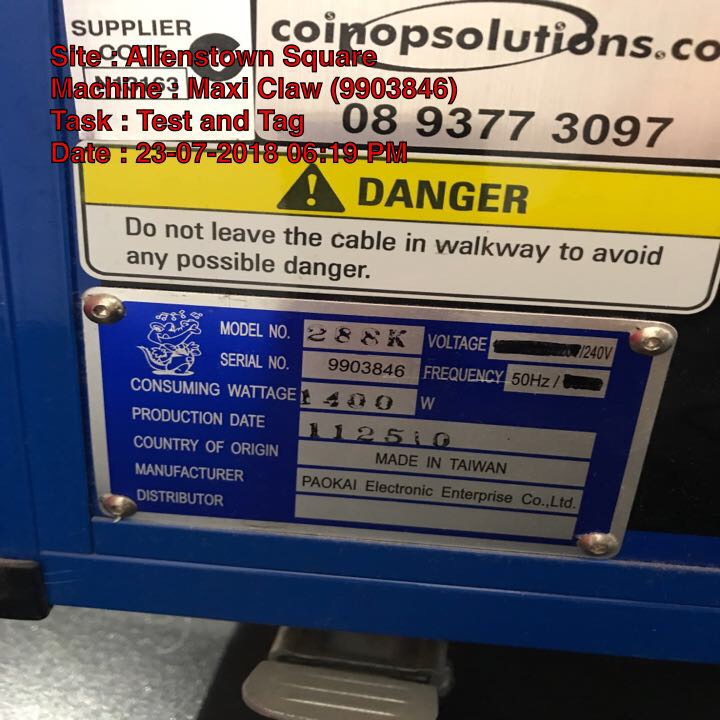 SUPPLIER
CODE
N13163
coinopsolutions.co
08 9377 3097
Site : Allenstown Square
Machine : Maxi Claw (9903846)
Task : Test and Tag
Date : 23-07-2018 06:19 PM
DANGER
Do not leave the cable in walkway to avoid
any possible danger.
MODEL NO. 288K VOLTAGE /240V
SERIAL NO. 9903846 FREQUENCY 50Hz /
CONSUMING WATTAGE 1400 W
PRODUCTION DATE 112510
COUNTRY OF ORIGIN MADE IN TAIWAN
MANUFACTURER PAOKAI Electronic Enterprise Co.,Ltd.
DISTRIBUTOR